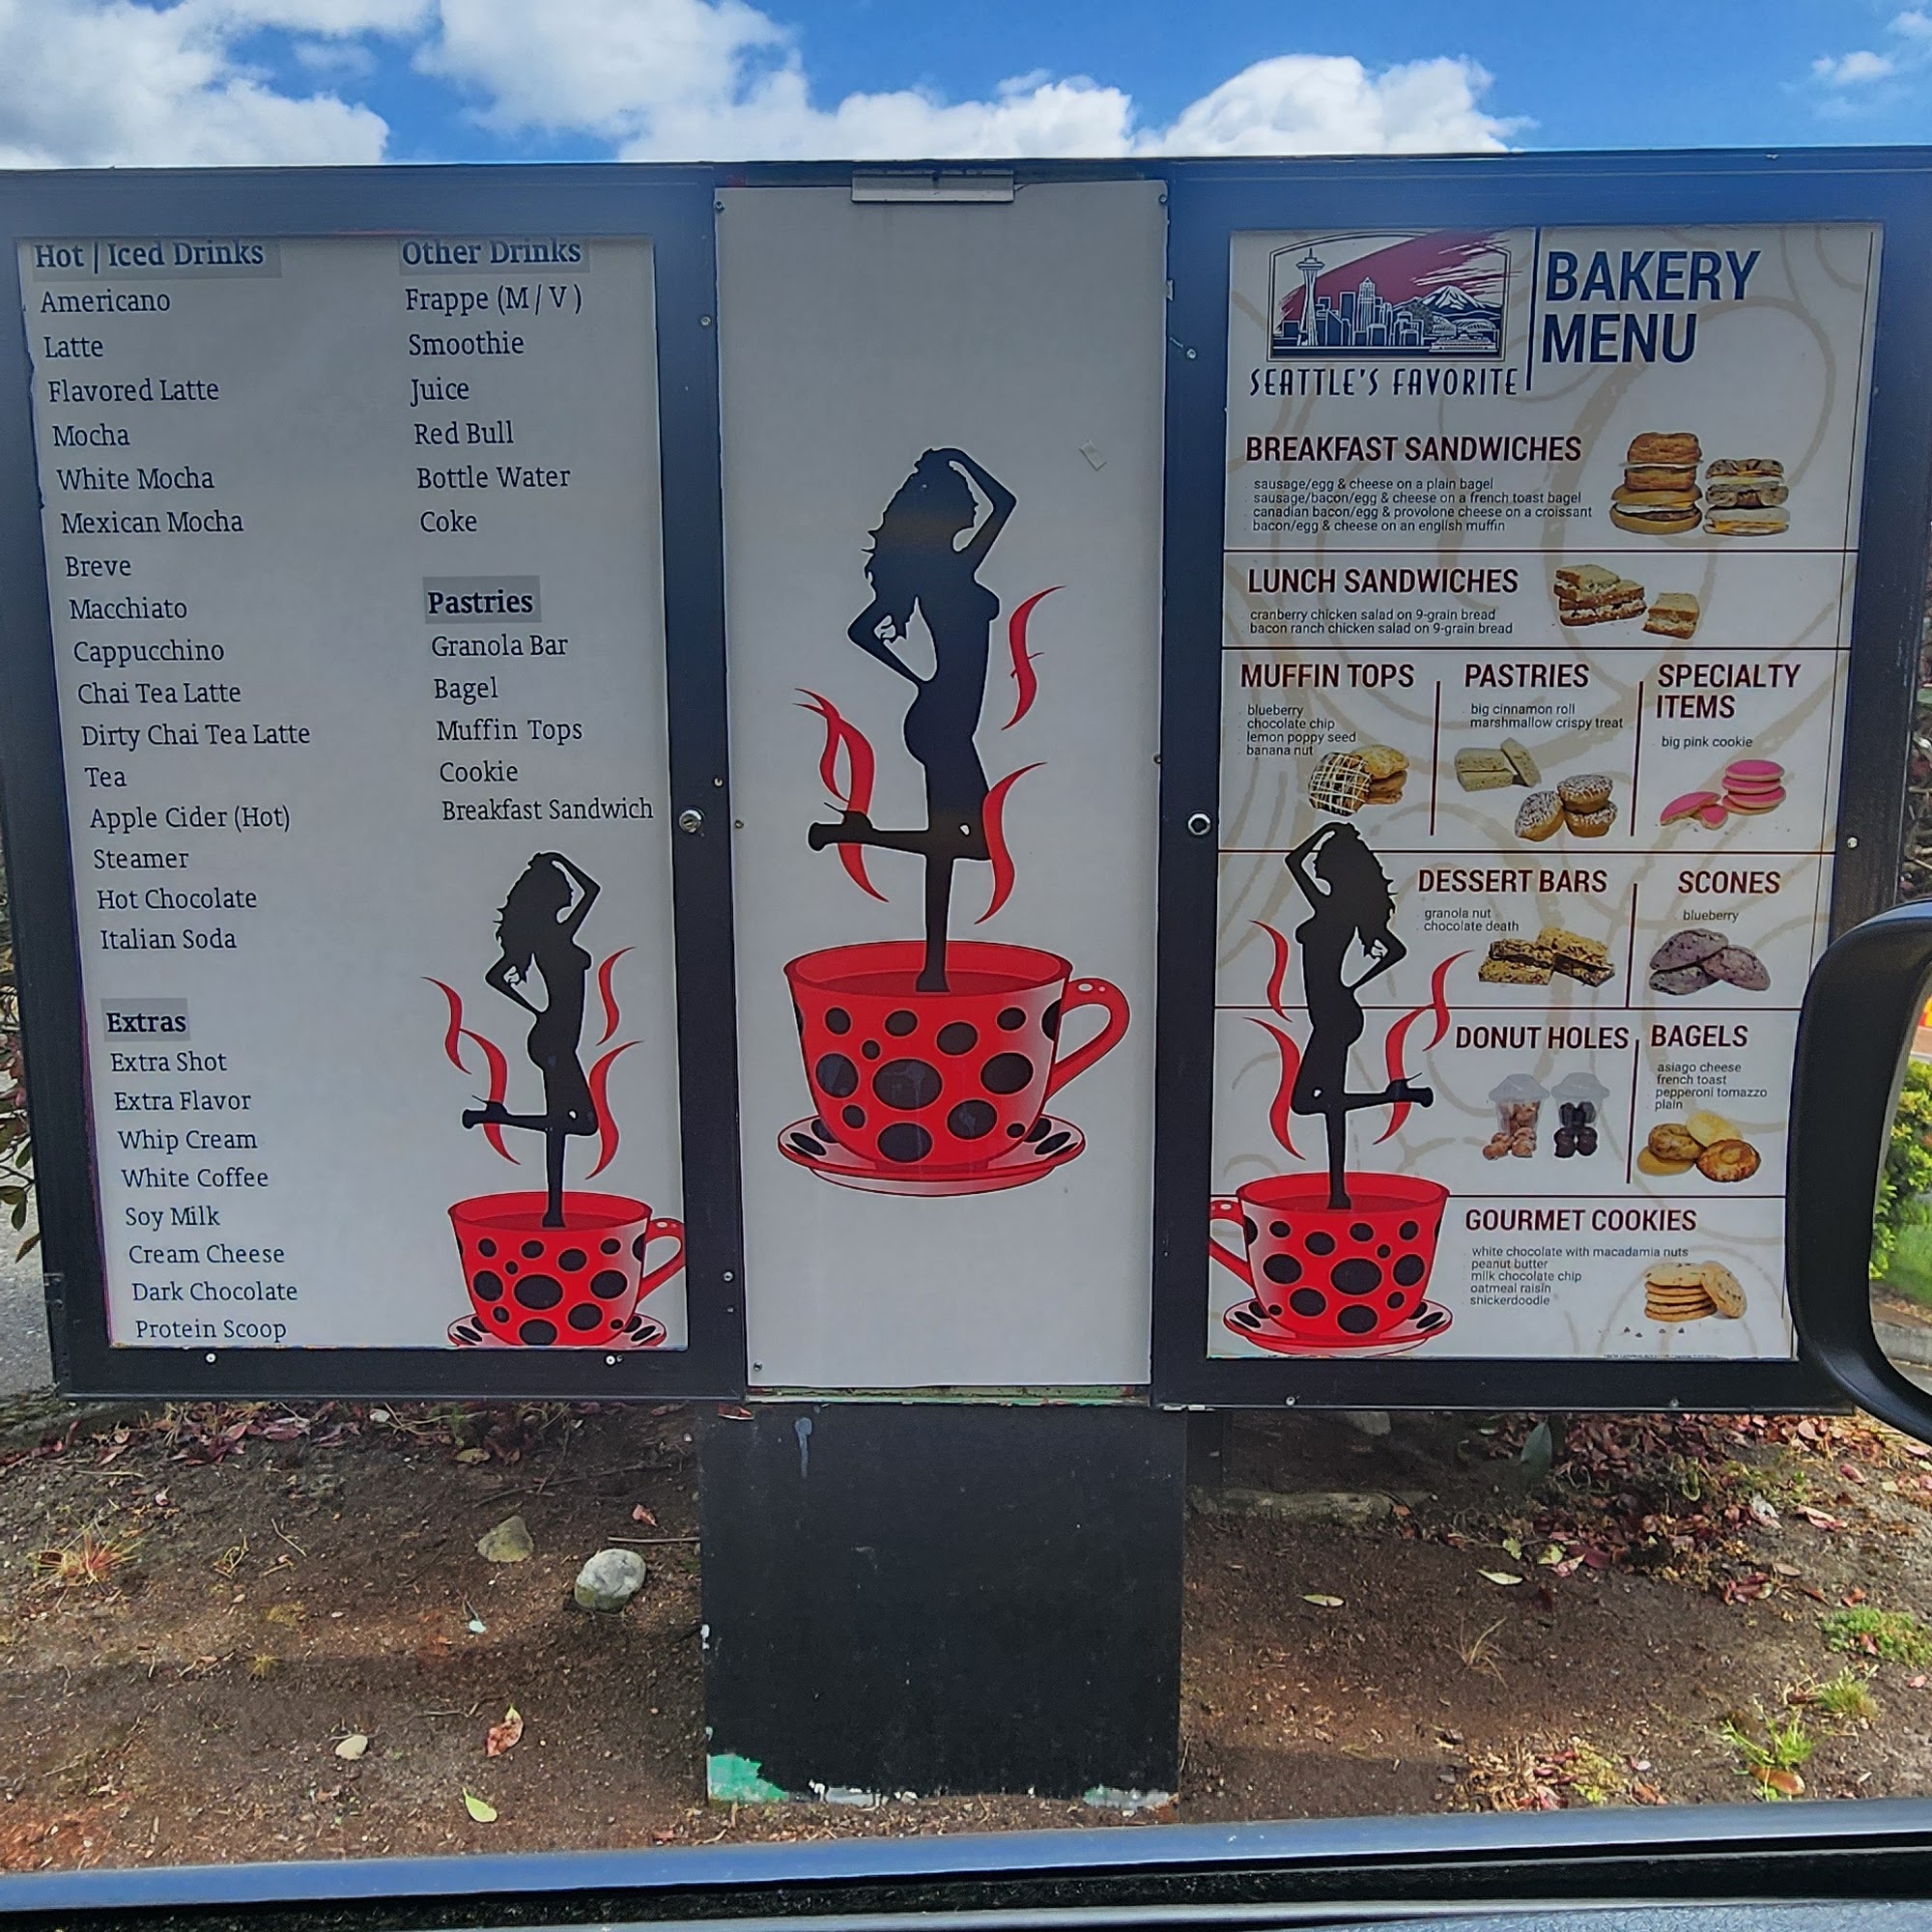 Hot | Iced Drinks
Americano
Latte
Flavored Latte
Mocha
White Mocha
Mexican Mocha
Breve
Macchiato
Cappucchino
Chai Tea Latte
Dirty Chai Tea Latte
Tea
Apple Cider (Hot)
Steamer
Hot Chocolate
Italian Soda
Extras
Extra Shot
Extra Flavor
Whip Cream
White Coffee
Soy Milk
Cream Cheese
Dark Chocolate
Protein Scoop
Other Drinks
Frappe (M / V )
Smoothie
Juice
Red Bull
Bottle Water
Coke
Pastries
Granola Bar
Bagel
Muffin Tops
Cookie
Breakfast Sandwich
SEATTLE'S FAVORITE
BAKERY
MENU
BREAKFAST SANDWICHES
sausage/egg & cheese on a plain bagel
sausage/bacon/egg & cheese on a french toast bagel
canadian bacon/egg & provolone cheese on a croissant
bacon/egg & cheese on an english muffin
LUNCH SANDWICHES
cranberry chicken salad on 9-grain bread
bacon ranch chicken salad on 9-grain bread
MUFFIN TOPS
blueberry
chocolate chip
lemon poppy seed
banana nut
PASTRIES
big cinnamon roll
marshmallow crispy treat
SPECIALTY
ITEMS
big pink cookie
DESSERT BARS
granola nut
chocolate death
SCONES
blueberry
DONUT HOLES
BAGELS
asiago cheese
french toast
pepperoni tomazzo
plain
GOURMET COOKIES
white chocolate with macadamia nuts
peanut butter
milk chocolate chip
oatmeal raisin
snickerdoodle